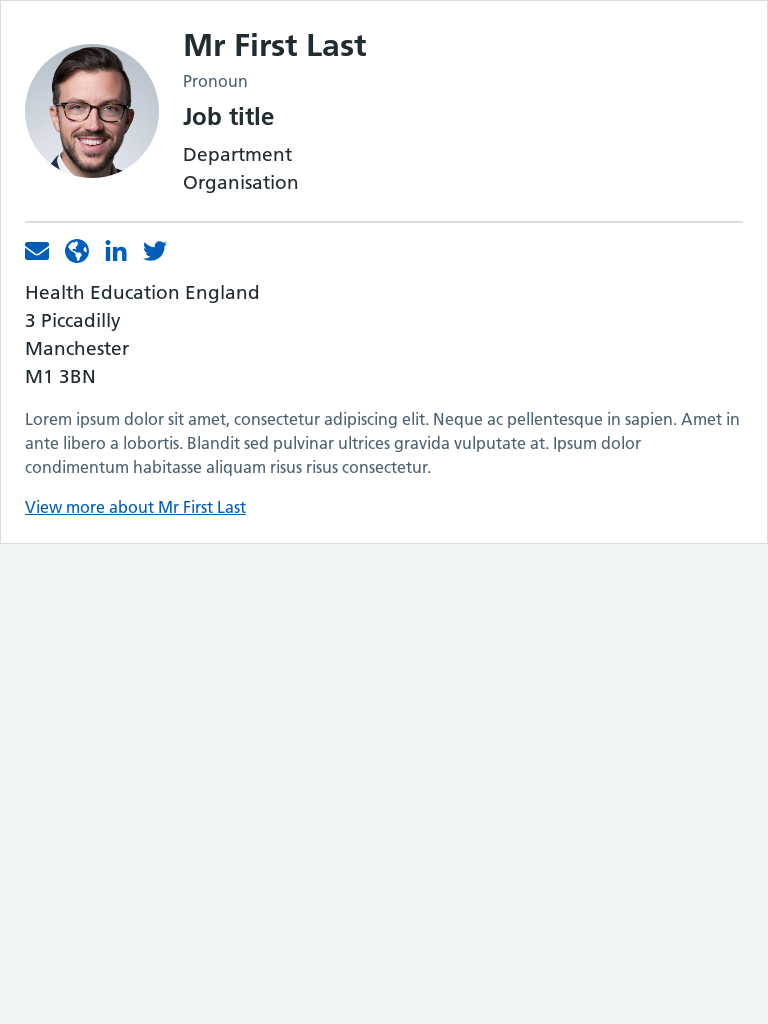 Mr First Last
Pronoun
Job title
Department
Organisation
Health Education England
3 Piccadilly
Manchester
M1 3BN
Lorem ipsum dolor sit amet, consectetur adipiscing elit. Neque ac pellentesque in sapien. Amet in
ante libero a lobortis. Blandit sed pulvinar ultrices gravida vulputate at. Ipsum dolor
condimentum habitasse aliquam risus risus consectetur.
View more about Mr First Last